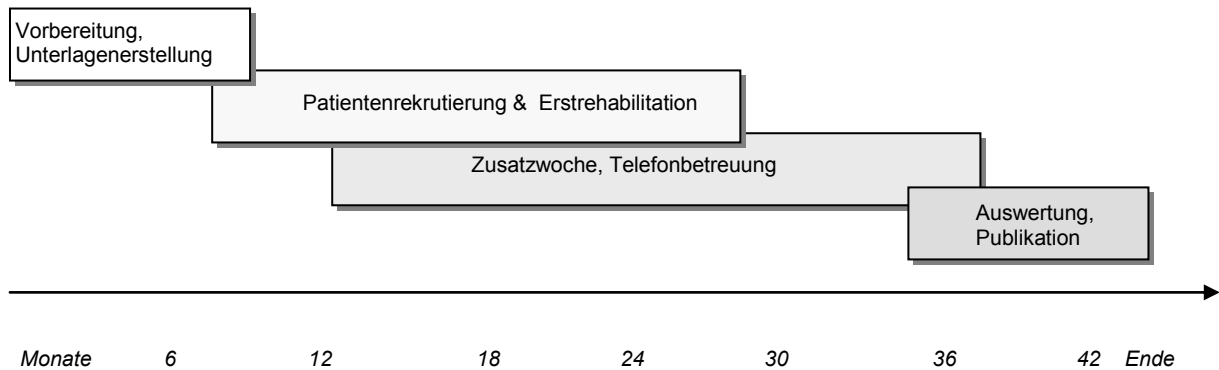 Vorbereitung,
Unterlagenerstellung
Patientenrekrutierung & Erstrehabilitation
Zusatzwoche, Telefonbetreuung
Auswertung,
Publikation
Monate 6 12 18 24 30 36 42 Ende